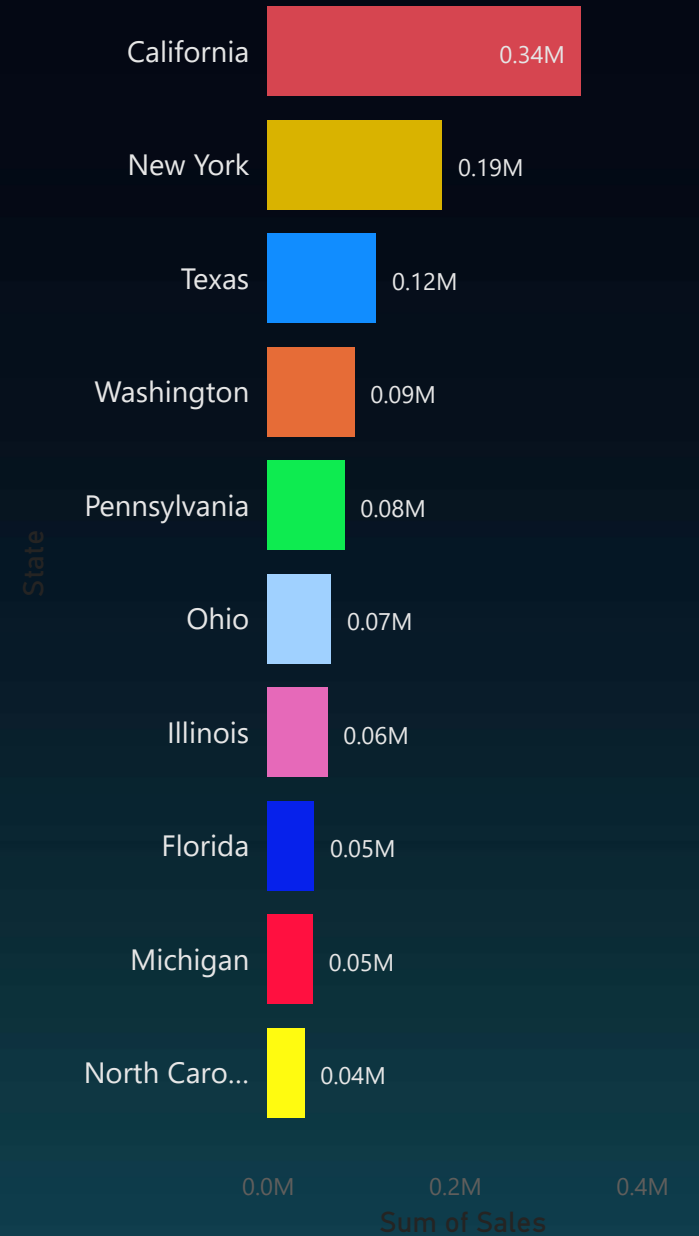 California 0.34M
New York 0.19M
Texas 0.12M
Washington 0.09M
Pennsylvania 0.08M
State
Ohio 0.07M
Illinois 0.06M
Florida 0.05M
Michigan 0.05M
North Caro... 0.04M
0.0M 0.2M 0.4M
Sum of Sales